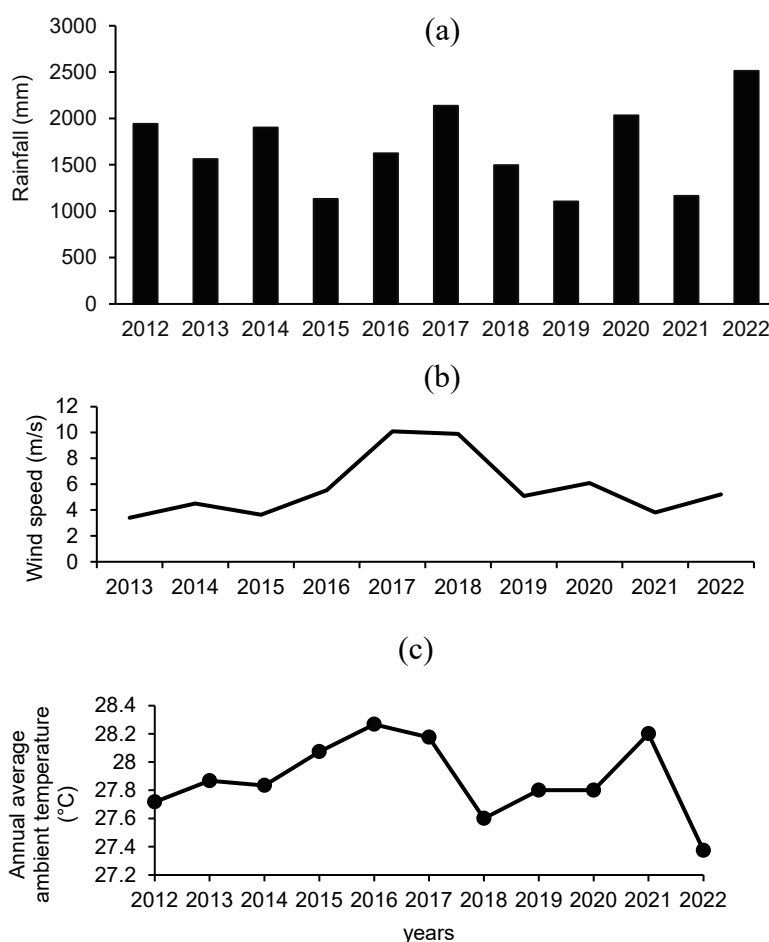 (a)
Rainfall (mm)
3000
2500
2000
1500
1000
500
0
2012 2013 2014 2015 2016 2017 2018 2019 2020 2021 2022
(b)
Wind speed (m/s)
12
10
8
6
4
2
0
2013 2014 2015 2016 2017 2018 2019 2020 2021 2022
(c)
Annual average
ambient temperature
(°C)
28.4
28.2
28
27.8
27.6
27.4
27.2
2012 2013 2014 2015 2016 2017 2018 2019 2020 2021 2022
years